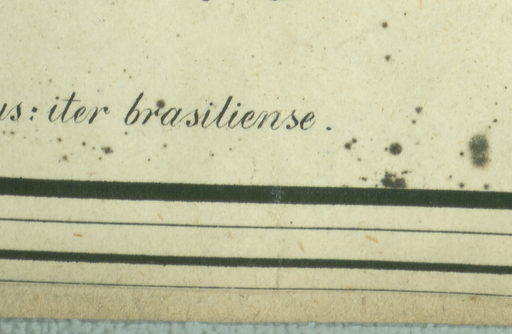 us: iter brasiliense.